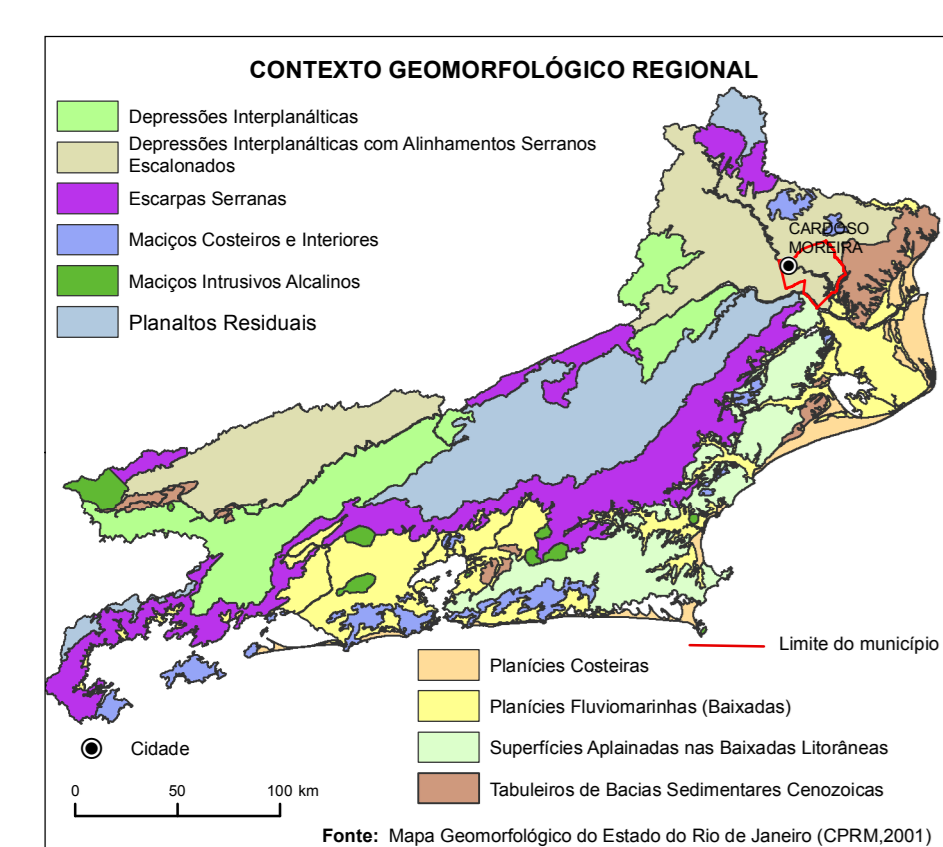 CONTEXTO GEOMORFOLÓGICO REGIONAL
Depressões Interplanálticas
Depressões Interplanálticas com Alinhamentos Serranos
Escalonados
Escarpas Serranas
Maciços Costeiros e Interiores
Maciços Intrusivos Alcalinos
Planaltos Residuais
CARDOSO
MOREIRA
Limite do município
Planícies Costeiras
Planícies Fluviomarinhas (Baixadas)
Superfícies Aplainadas nas Baixadas Litorâneas
Tabuleiros de Bacias Sedimentares Cenozoicas
Cidade
0 50 100 km
Fonte: Mapa Geomorfológico do Estado do Rio de Janeiro (CPRM,2001)